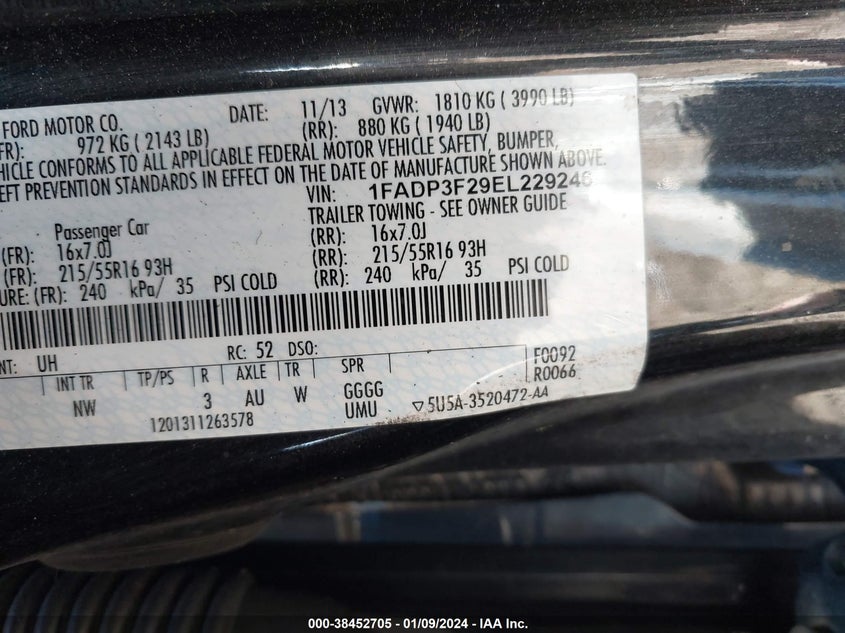 FORD MOTOR CO. DATE: 11/13 GVWR: 1810 KG ( 3990 LB)
FR): 972 KG ( 2143 LB) (RR): 880 KG ( 1940 LB)
HICLE CONFORMS TO ALL APPLICABLE FEDERAL MOTOR VEHICLE SAFETY, BUMPER,
EFT PREVENTION STANDARDS IN EFFECT ON THE DATE OF MANUFACTURE SHOWN ABOVE.
VIN: 1FADP3F29EL229246
Passenger Car TRAILER TOWING - SEE OWNER GUIDE
(FR): 16x7.0J (RR): 16x7.0J
(FR): 215/55R16 93H (RR): 215/55R16 93H
URE: (FR): 240 kPa/ 35 PSI COLD (RR): 240 kPa/ 35 PSI COLD
NT: UH RC: 52 DSO:
INT TR TP/PS R AXLE TR SPR F0092
R0066
NW 3 AU W GGGG
1201311263578 UMU ▽5U5A-3520472-AA
000-38452705 - 01/09/2024 - IAA Inc.